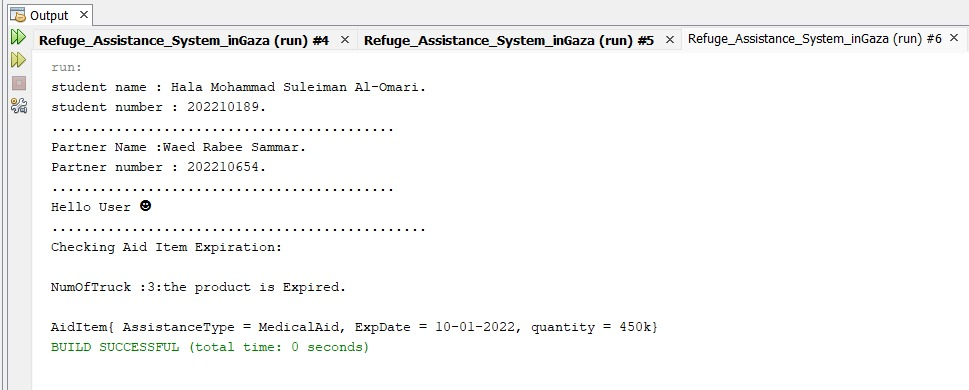 Output ×
Refuge_Assistance_System_inGaza (run) #4 × Refuge_Assistance_System_inGaza (run) #5 × Refuge_Assistance_System_inGaza (run) #6 ×
run:
student name : Hala Mohammad Suleiman Al-Omari.
student number : 202210189.
...........................................
Partner Name :Waed Rabee Sammar.
Partner number : 202210654.
...........................................
Hello User ☻
...............................................
Checking Aid Item Expiration:
NumOfTruck :3:the product is Expired.
AidItem{ AssistanceType = MedicalAid, ExpDate = 10-01-2022, quantity = 450k}
BUILD SUCCESSFUL (total time: 0 seconds)